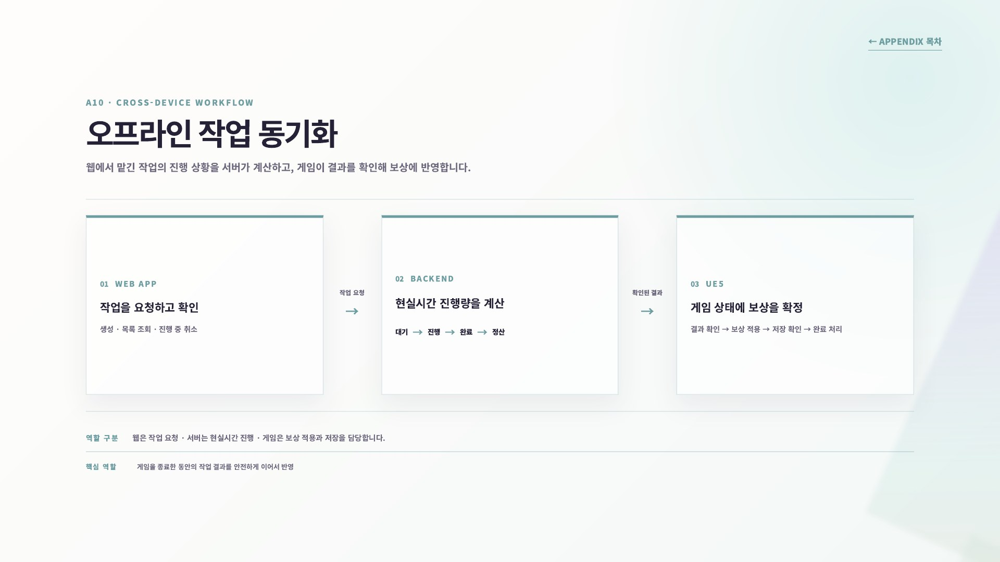 ← APPENDIX 목차
A10 · CROSS-DEVICE WORKFLOW
오프라인 작업 동기화
웹에서 맡긴 작업의 진행 상황을 서버가 계산하고, 게임이 결과를 확인해 보상에 반영합니다.
01 WEB APP
작업을 요청하고 확인
생성 · 목록 조회 · 진행 중 취소
작업 요청
→
02 BACKEND
현실시간 진행량을 계산
대기 → 진행 → 완료 → 정산
확인된 결과
→
03 UE5
게임 상태에 보상을 확정
결과 확인 → 보상 적용 → 저장 확인 → 완료 처리
역할 구분 웹은 작업 요청 · 서버는 현실시간 진행 · 게임은 보상 적용과 저장을 담당합니다.
핵심 역할 게임을 종료한 동안의 작업 결과를 안전하게 이어서 반영